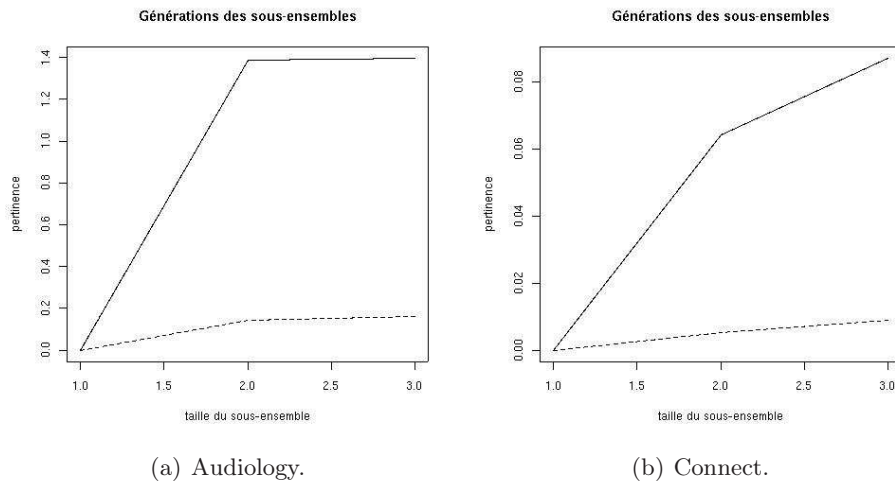 Générations des sous-ensembles
pertinence
0.0 0.2 0.4 0.6 0.8 1.0 1.2 1.4
1.0 1.5 2.0 2.5 3.0
taille du sous-ensemble
(a) Audiology.
Générations des sous-ensembles
pertinence
0.00 0.02 0.04 0.06 0.08
1.0 1.5 2.0 2.5 3.0
taille du sous-ensemble
(b) Connect.